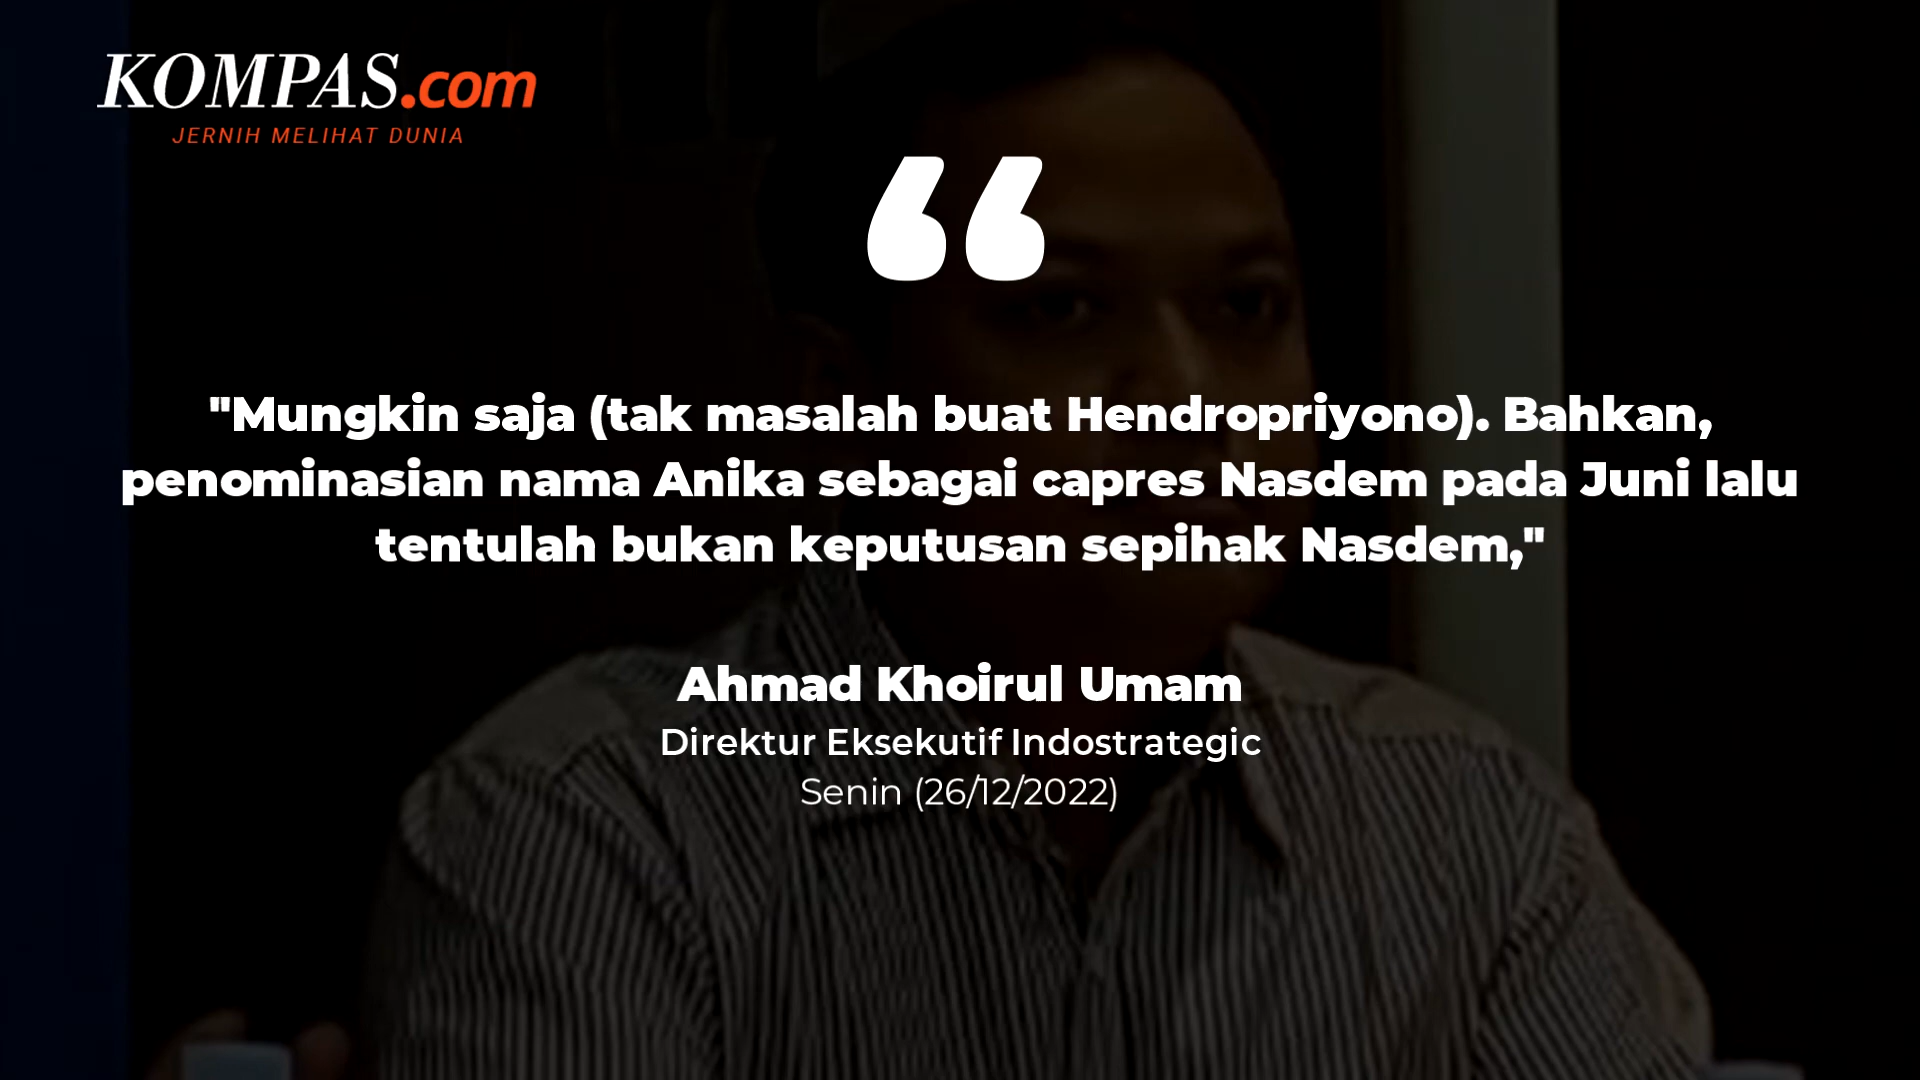 KOMPAS.com
JERNIH MELIHAT DUNIA
“
"Mungkin saja (tak masalah buat Hendropriyono). Bahkan,
penominasian nama Anika sebagai capres Nasdem pada Juni lalu
tentulah bukan keputusan sepihak Nasdem,"
Ahmad Khoirul Umam
Direktur Eksekutif Indostrategic
Senin (26/12/2022)